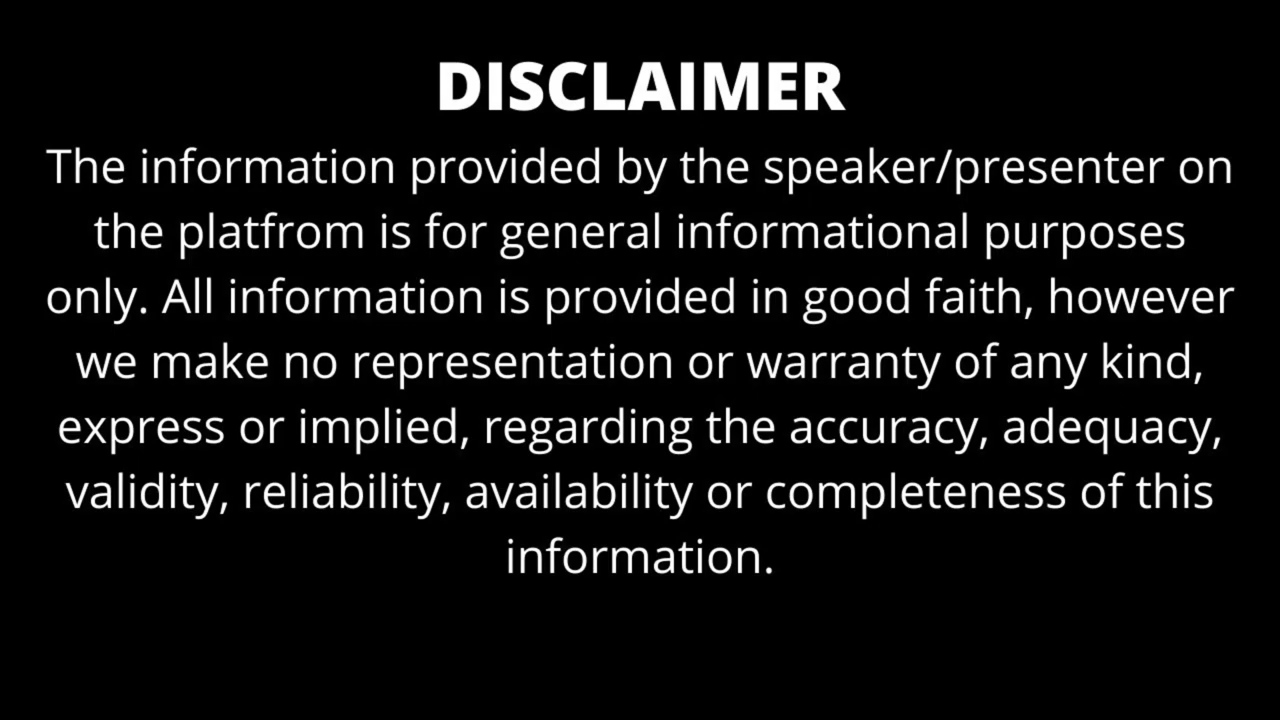 DISCLAIMER
The information provided by the speaker/presenter on
the platfrom is for general informational purposes
only. All information is provided in good faith, however
we make no representation or warranty of any kind,
express or implied, regarding the accuracy, adequacy,
validity, reliability, availability or completeness of this
information.